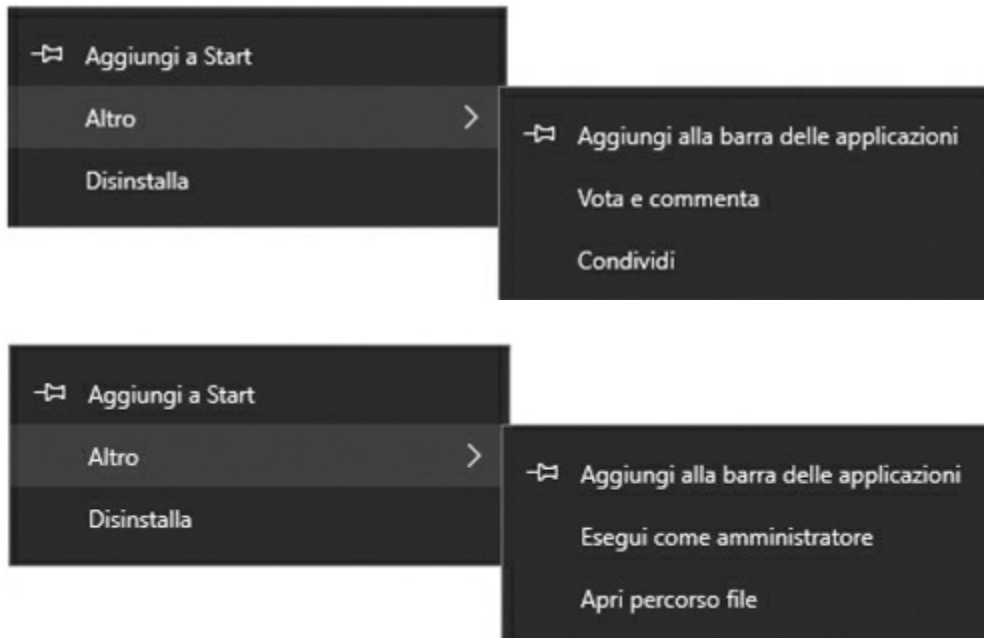 Aggiungi a Start
Altro
Disinstalla
Aggiungi alla barra delle applicazioni
Vota e commenta
Condividi
Aggiungi a Start
Altro
Disinstalla
Aggiungi alla barra delle applicazioni
Esegui come amministratore
Apri percorso file